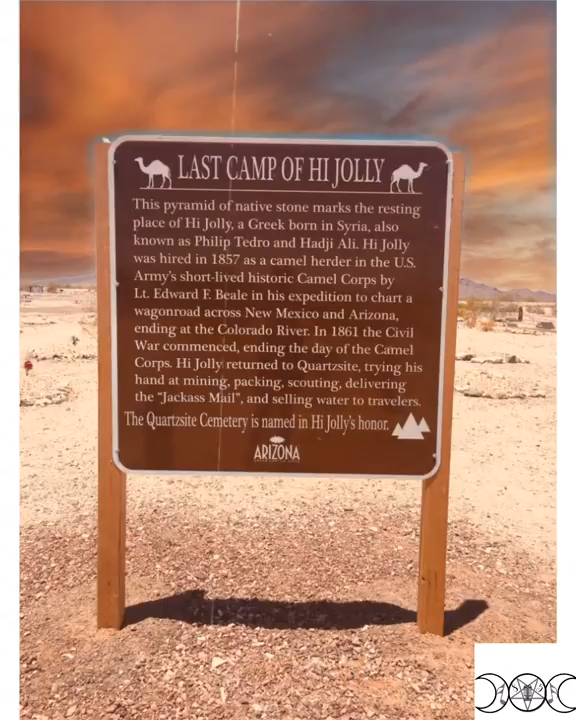 LAST CAMP OF HI JOLLY
This pyramid of native stone marks the resting
place of Hi Jolly, a Greek born in Syria, also
known as Philip Tedro and Hadji Ali. Hi Jolly
was hired in 1857 as a camel herder in the U.S.
Army's short-lived historic Camel Corps by
Lt. Edward F. Beale in his expedition to chart a
wagonroad across New Mexico and Arizona,
ending at the Colorado River. In 1861 the Civil
War commenced, ending the day of the Camel
Corps. Hi Jolly returned to Quartzsite, trying his
hand at mining, packing, scouting, delivering
the "Jackass Mail", and selling water to travelers.
The Quartzsite Cemetery is named in Hi Jolly's honor.
ARIZONA